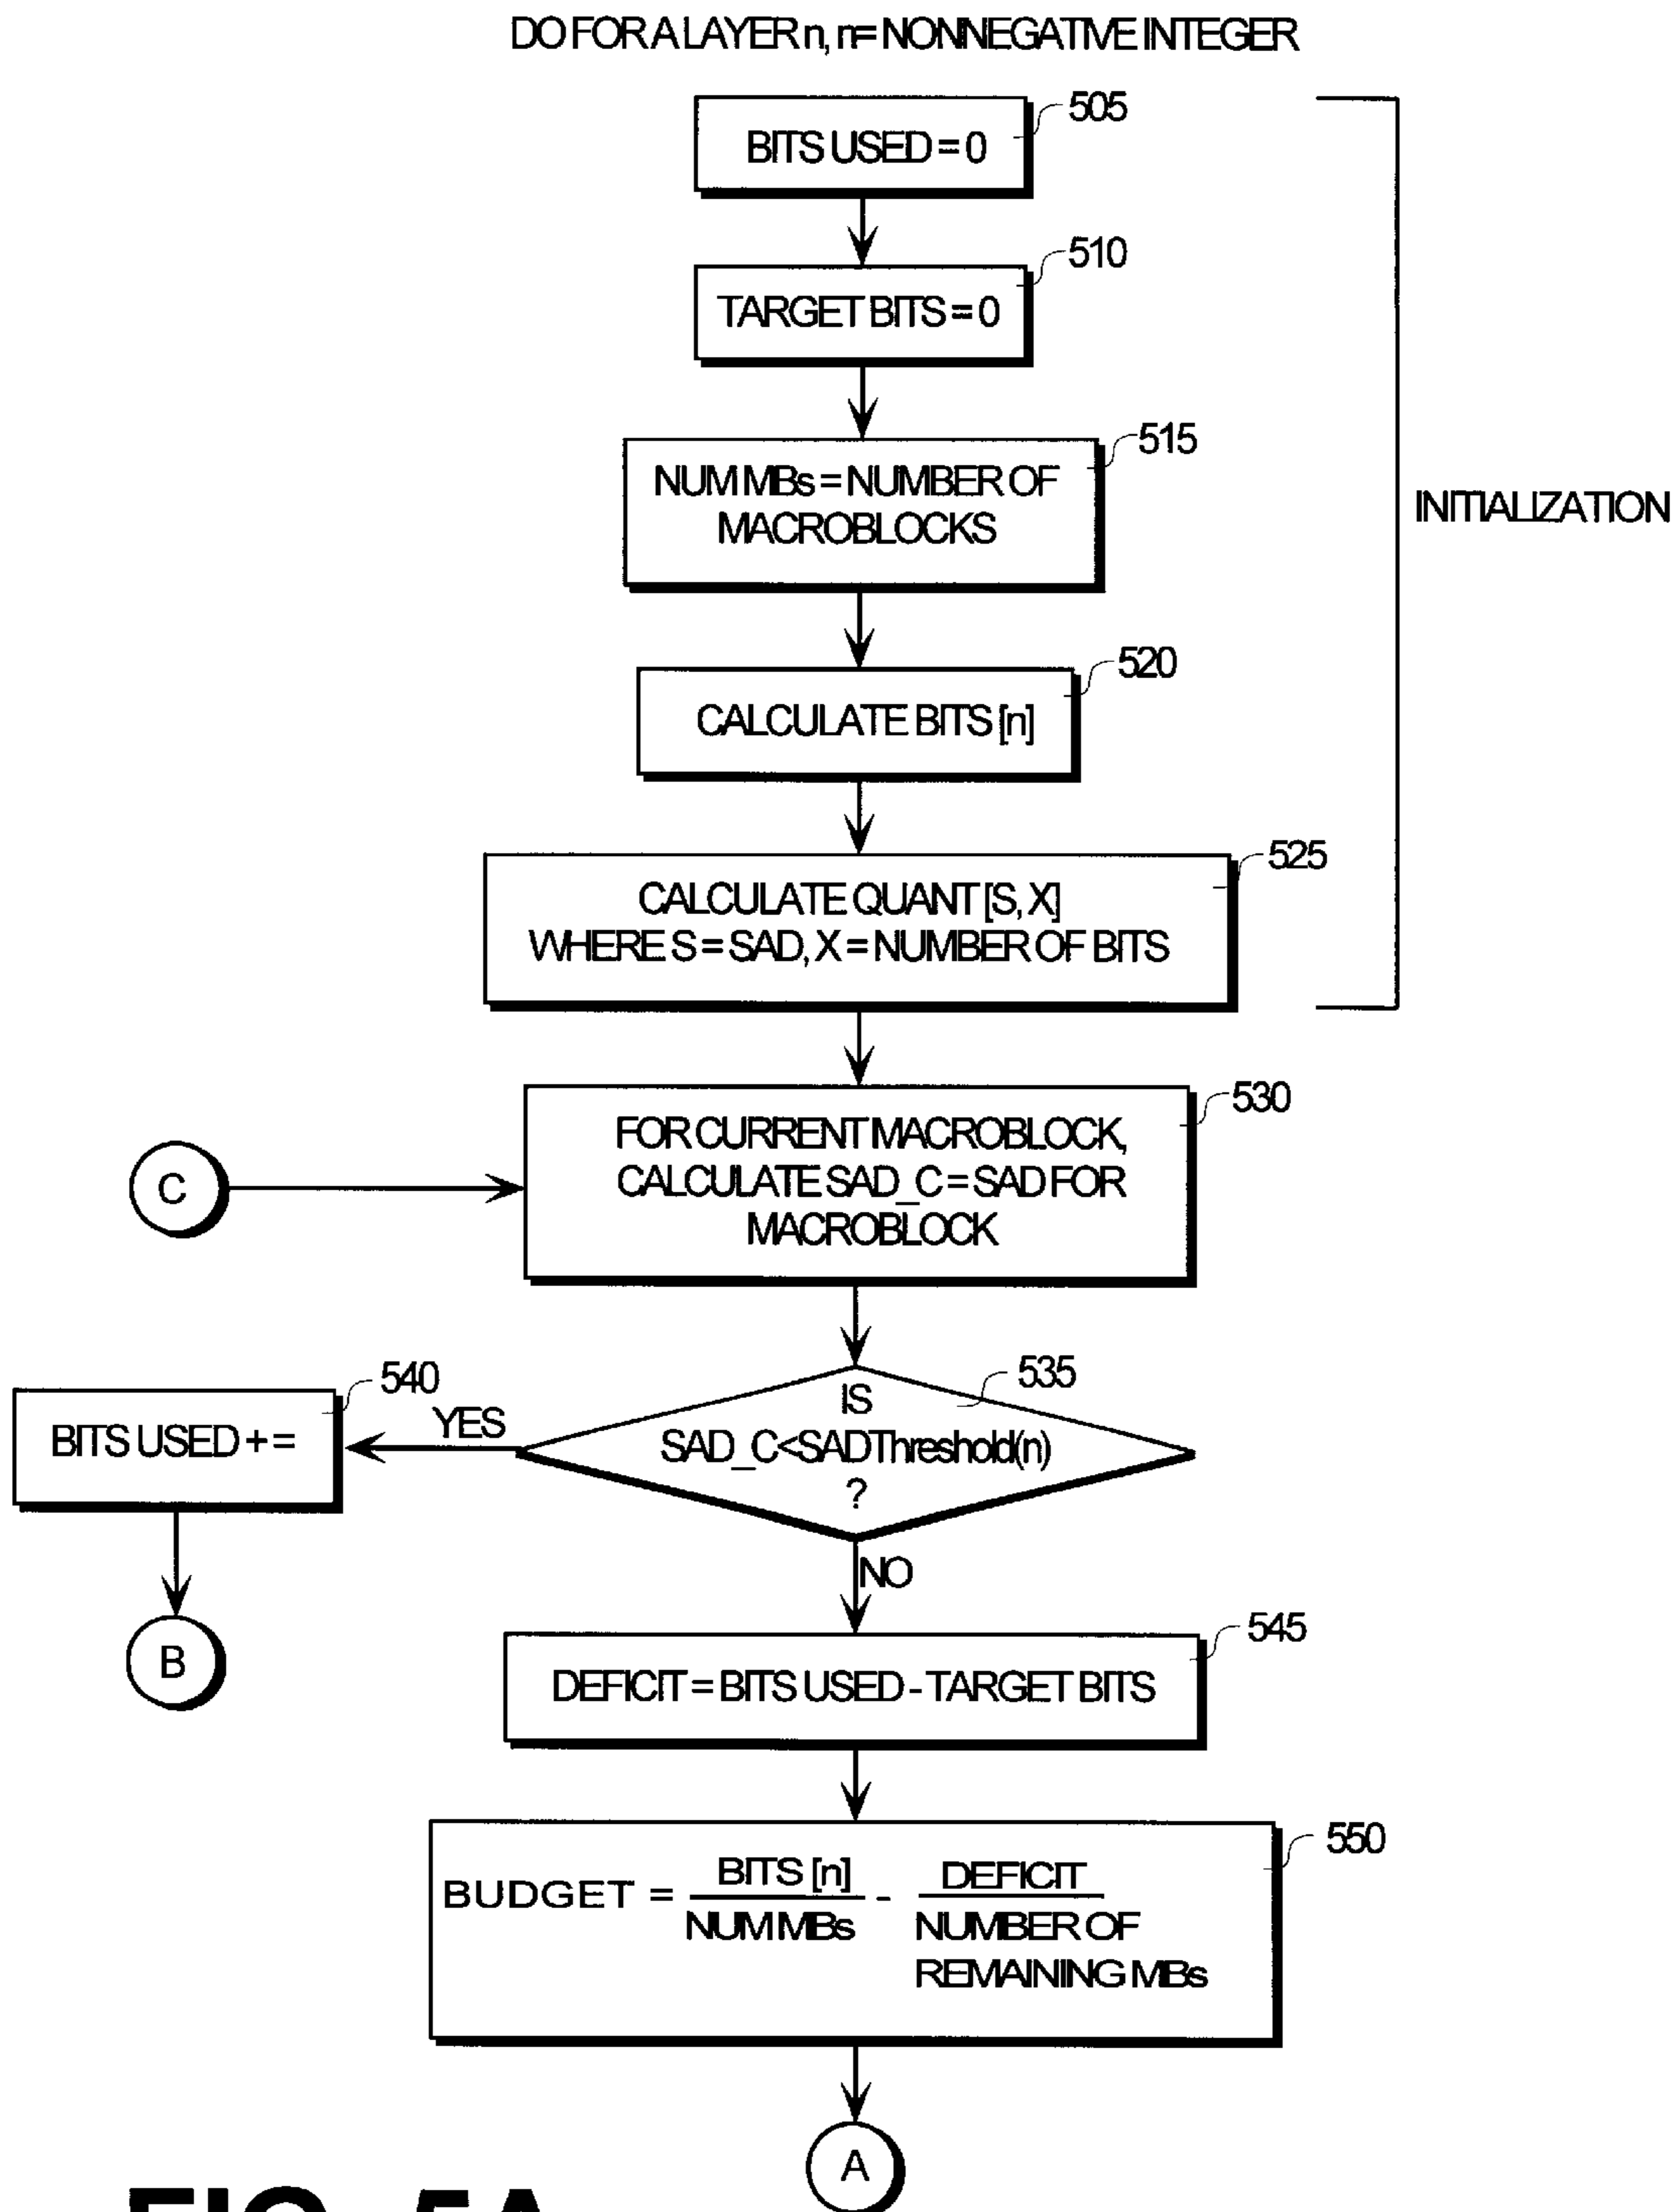 DO FOR A LAYER n, n= NONNEGATIVE INTEGER
505
BITS USED = 0
510
TARGET BITS = 0
515
NUM MBs = NUMBER OF
MACROBLOCKS
INITIALIZATION
520
CALCULATE BITS [n]
525
CALCULATE QUANT [S, X]
WHERE S = SAD, X = NUMBER OF BITS
530
FOR CURRENT MACROBLOCK,
CALCULATE SAD_C = SAD FOR
MACROBLOCK
C
535
IS
SAD_C<SADThreshold(n)
?
YES
540
BITS USED + =
B
NO
545
DEFICIT = BITS USED - TARGET BITS
550
BUDGET = BITS [n] / NUM MBs - DEFICIT / NUMBER OF
REMAINING MBs
A
FIG. 5A